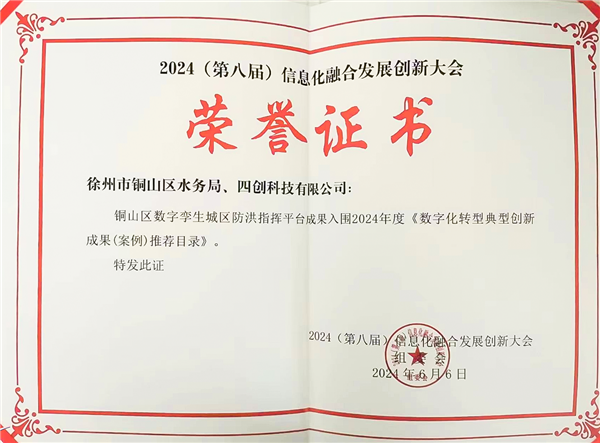 2024（第八届）信息化融合发展创新大会
荣誉证书
徐州市铜山区水务局、四创科技有限公司：
铜山区数字孪生城区防洪指挥平台成果入围2024年度《数字化转型典型创新
成果(案例)推荐目录》。
特发此证
2024（第八届）信息化融合发展创新大会
组委会
2024年6月6日